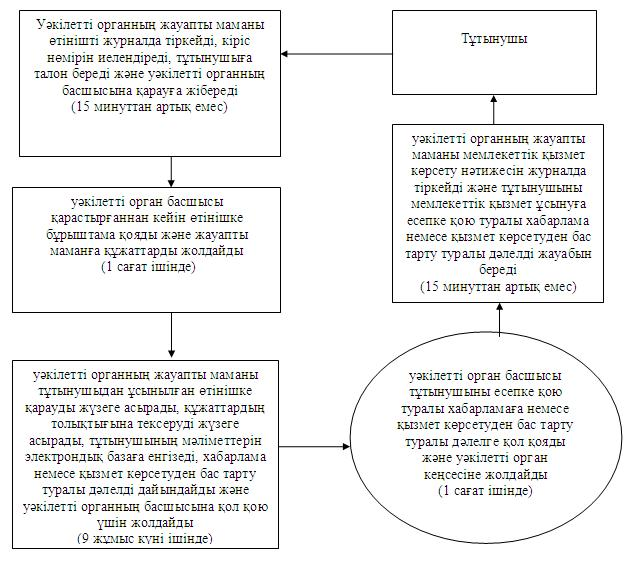 Уәкілетті органның жауапты маманы
өтінішті журналда тіркейді, кіріс
нөмірін иелендіреді, тұтынушыға
талон береді және уәкілетті органның
басшысына қарауға жібереді
(15 минуттан артық емес)
Тұтынушы
уәкілетті орган басшысы
қарастырғаннан кейін өтінішке
бұрыштама қояды және жауапты
маманға құжаттарды жолдайды
(1 сағат ішінде)
уәкілетті органның жауапты
маманы мемлекеттік қызмет
көрсету нәтижесін журналда
тіркейді және тұтынушыны
мемлекеттік қызмет ұсынуға
есепке қою туралы хабарлама
немесе қызмет көрсетуден бас
тарту туралы дәлелді жауабын
береді
(15 минуттан артық емес)
уәкілетті органның жауапты маманы
тұтынушыдан ұсынылған өтінішке
қарауды жүзеге асырады, құжаттардың
толықтығына тексеруді жүзеге
асырады, тұтынушының мәліметтерін
электрондық базаға енгізеді, хабарлама
немесе қызмет көрсетуден бас тарту
туралы дәлелді дайындайды және
уәкілетті органның басшысына қол қою
үшін жолдайды
(9 жұмыс күні ішінде)
уәкілетті орган басшысы
тұтынушыны есепке қою
туралы хабарламаға немесе
қызмет көрсетуден бас тарту
туралы дәлелге қол қояды
және уәкілетті орган
кеңсесіне жолдайды
(1 сағат ішінде)